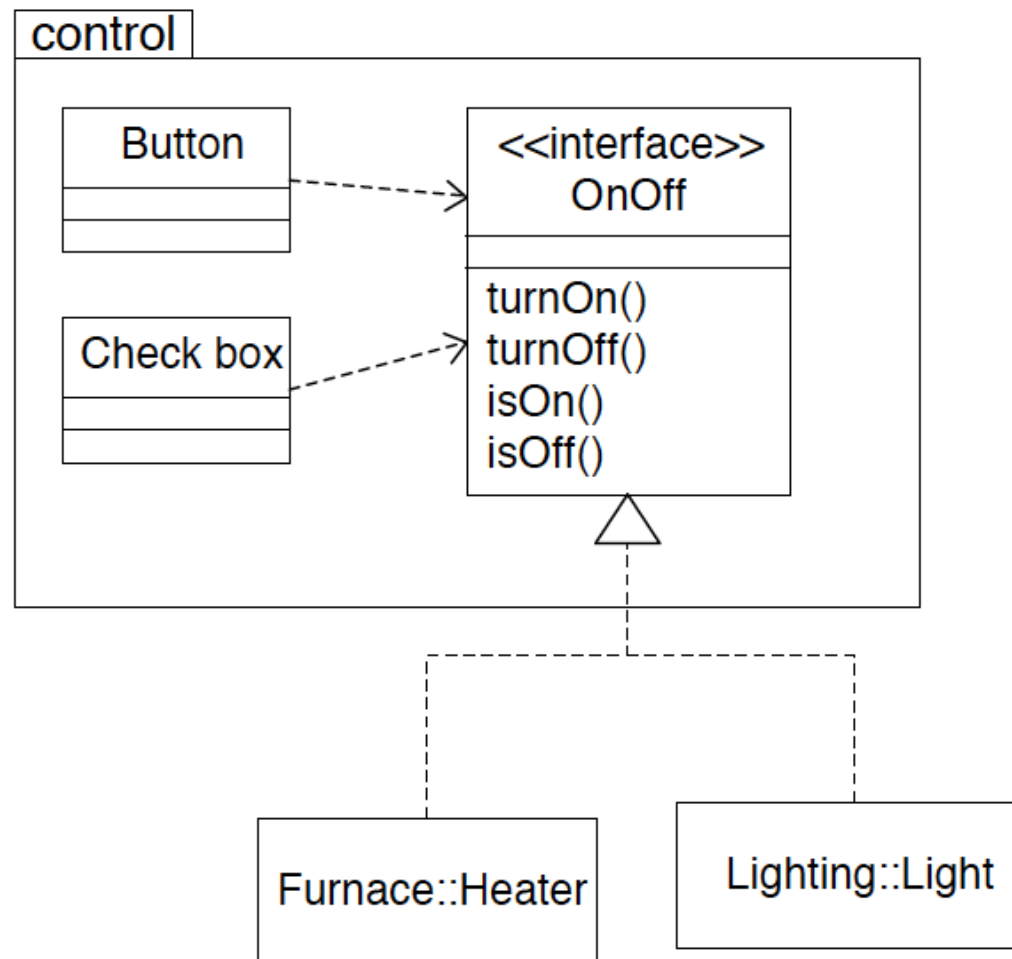 control
Button
<<interface>>
OnOff
turnOn()
turnOff()
isOn()
isOff()
Check box
Furnace::Heater
Lighting::Light